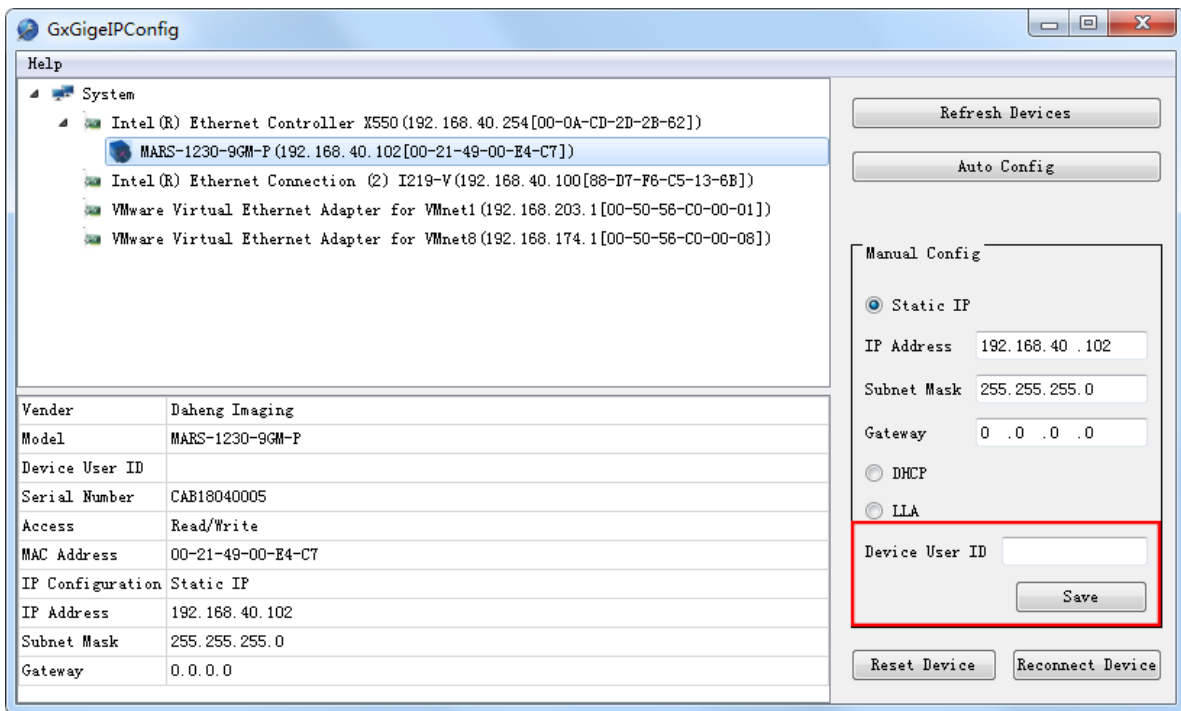 GxGigeIPConfig
Help
System
Intel(R) Ethernet Controller X550(192.168.40.254[00-0A-CD-2D-2B-62])
MARS-1230-9GM-P(192.168.40.102[00-21-49-00-E4-C7])
Intel(R) Ethernet Connection (2) I219-V(192.168.40.100[88-D7-F6-C5-13-6B])
VMware Virtual Ethernet Adapter for VMnet1(192.168.203.1[00-50-56-C0-00-01])
VMware Virtual Ethernet Adapter for VMnet8(192.168.174.1[00-50-56-C0-00-08])
Vender Daheng Imaging
Model MARS-1230-9GM-P
Device User ID
Serial Number CAB18040005
Access Read/Write
MAC Address 00-21-49-00-E4-C7
IP Configuration Static IP
IP Address 192.168.40.102
Subnet Mask 255.255.255.0
Gateway 0.0.0.0
Refresh Devices
Auto Config
Manual Config
Static IP
IP Address 192.168.40 .102
Subnet Mask 255.255.255.0
Gateway 0 .0 .0 .0
DHCP
LLA
Device User ID
Save
Reset Device Reconnect Device